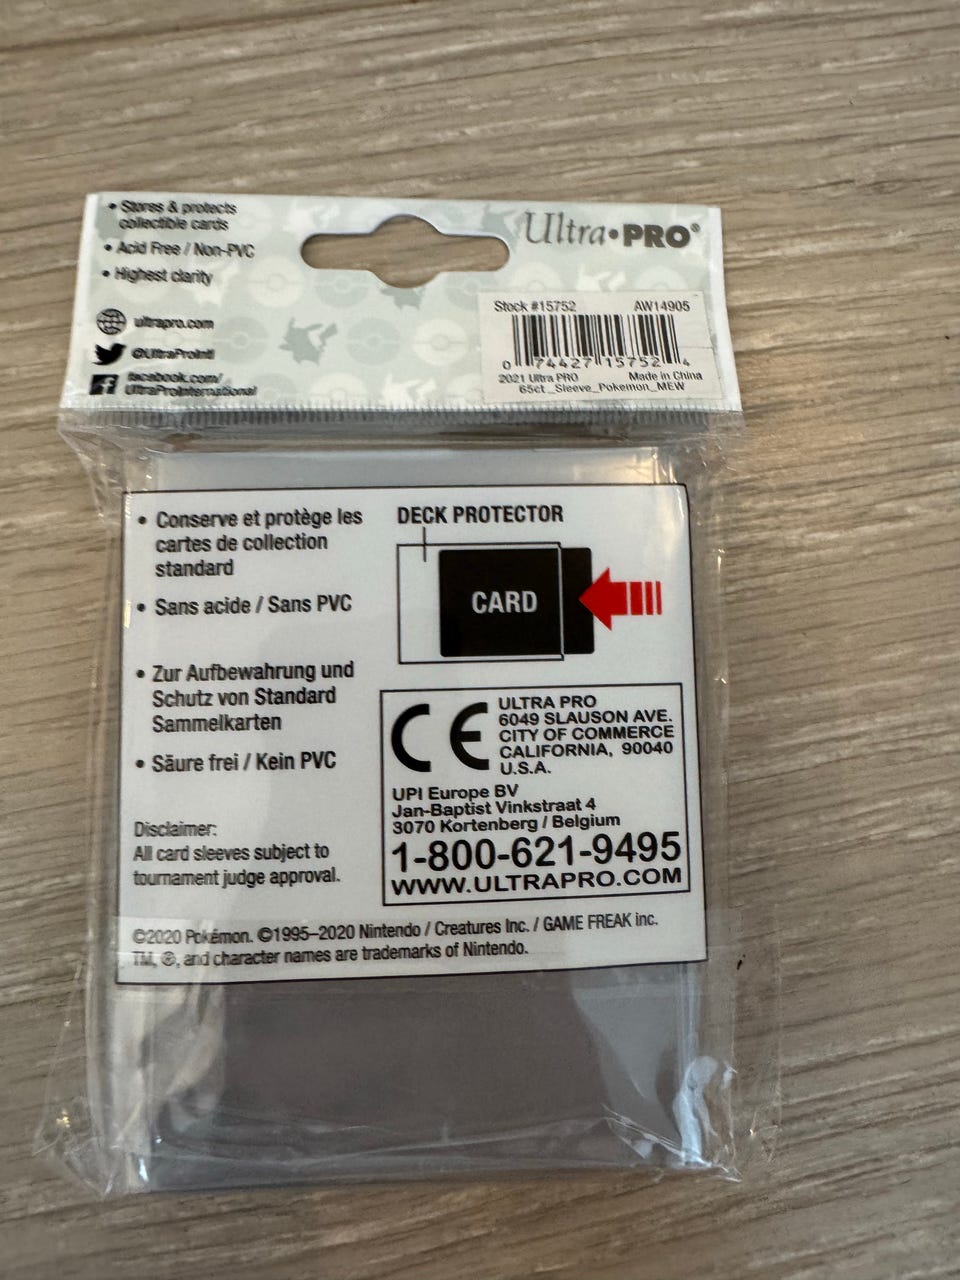 • Stores & protects
collectible cards
• Acid Free / Non-PVC
• Highest clarity
ultrapro.com
@UltraProIntl
facebook.com/
UltraProInternational
Ultra•PRO®
Stock #15752 AW14905
0 74427 15752 4
2021 Ultra PRO Made in China
65ct_Sleeve_Pokemon_MEW
• Conserve et protège les
cartes de collection
standard
• Sans acide / Sans PVC
• Zur Aufbewahrung und
Schutz von Standard
Sammelkarten
• Säure frei / Kein PVC
Disclaimer:
All card sleeves subject to
tournament judge approval.
DECK PROTECTOR
CARD
CE
ULTRA PRO
6049 SLAUSON AVE.
CITY OF COMMERCE
CALIFORNIA, 90040
U.S.A.
UPI Europe BV
Jan-Baptist Vinkstraat 4
3070 Kortenberg / Belgium
1-800-621-9495
WWW.ULTRAPRO.COM
©2020 Pokémon. ©1995–2020 Nintendo / Creatures Inc. / GAME FREAK inc.
TM, ®, and character names are trademarks of Nintendo.